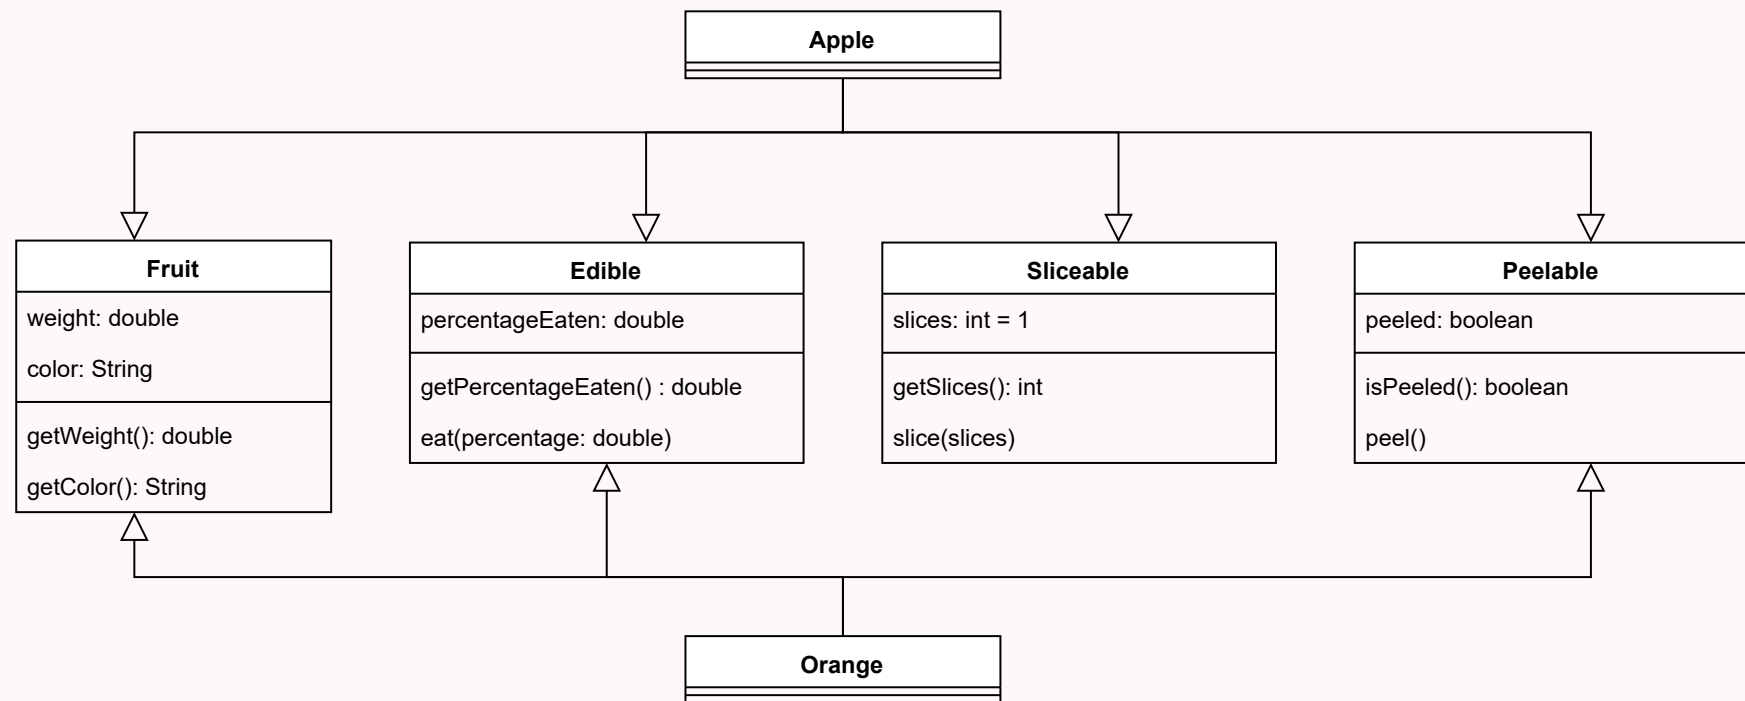 Apple
Fruit
weight: double
color: String
getWeight(): double
getColor(): String
Edible
percentageEaten: double
getPercentageEaten() : double
eat(percentage: double)
Sliceable
slices: int = 1
getSlices(): int
slice(slices)
Peelable
peeled: boolean
isPeeled(): boolean
peel()
Orange